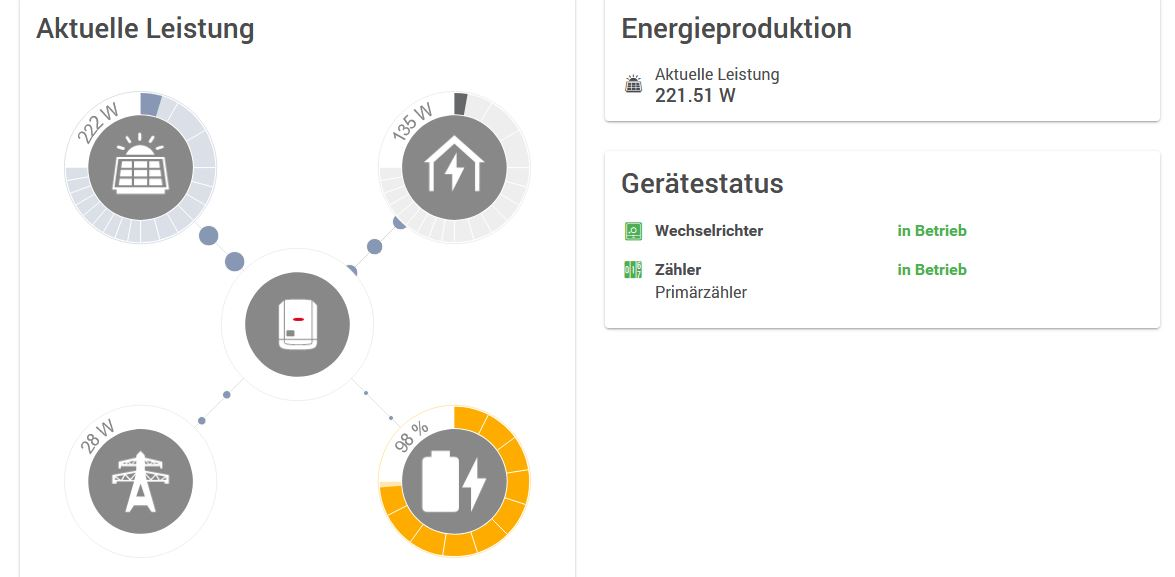 Aktuelle Leistung
222 W
135 W
28 W
98 %
Energieproduktion
Aktuelle Leistung
221.51 W
Gerätestatus
Wechselrichter in Betrieb
Zähler in Betrieb
Primärzähler